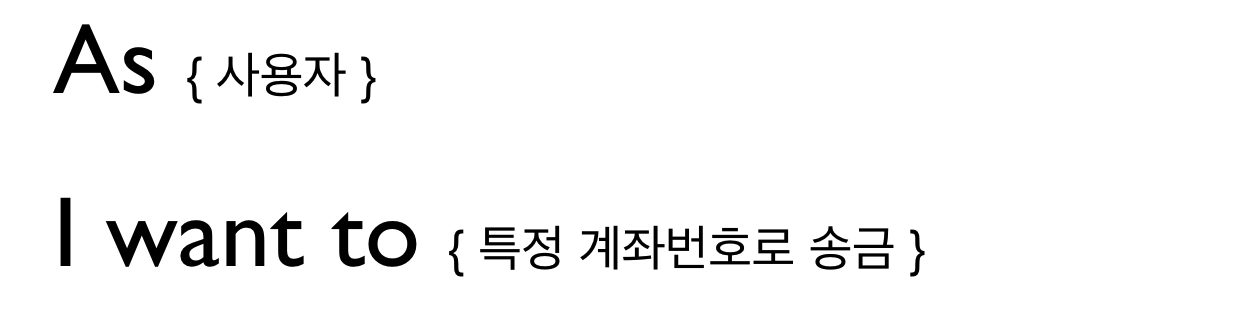 As { 사용자 }
I want to { 특정 계좌번호로 송금 }